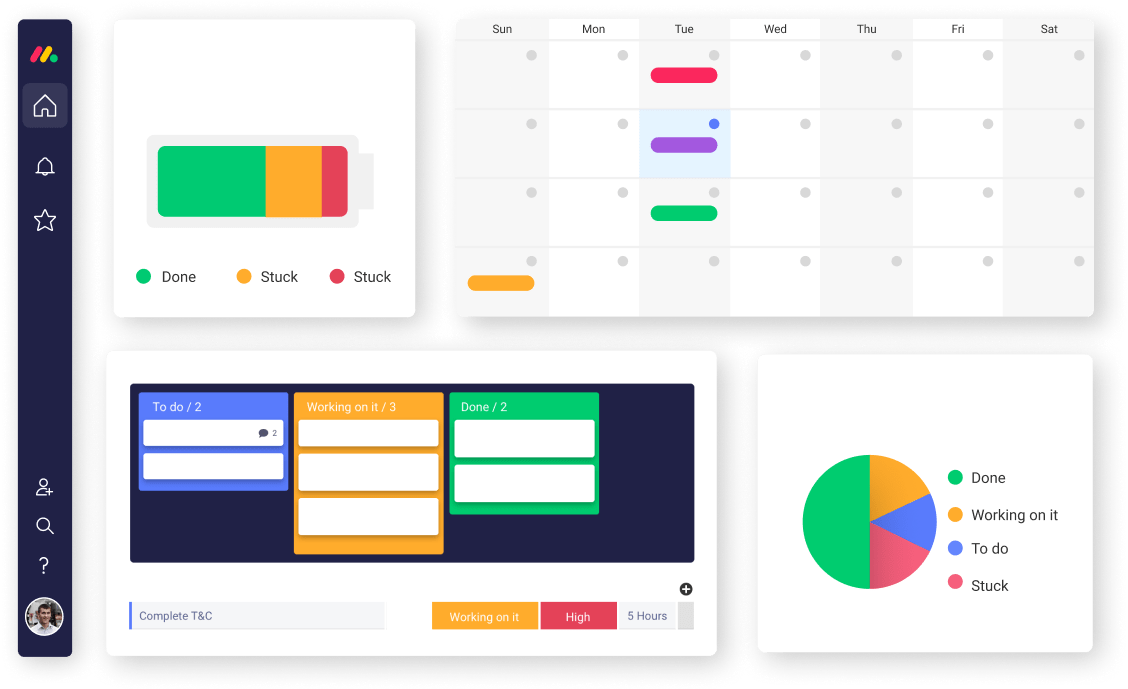 Sun Mon Tue Wed Thu Fri Sat
Done Stuck Stuck
To do / 2 Working on it / 3 Done / 2
2
Complete T&C Working on it High 5 Hours
Done
Working on it
To do
Stuck